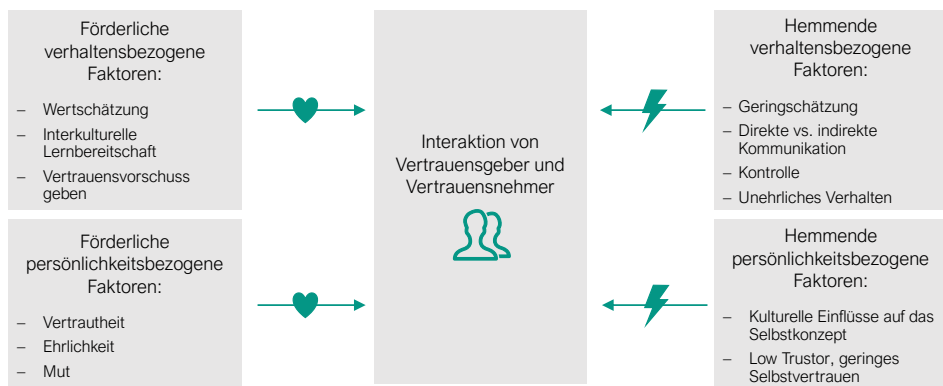 Förderliche
verhaltensbezogene
Faktoren:
– Wertschätzung
– Interkulturelle
Lernbereitschaft
– Vertrauensvorschuss
geben
Förderliche
persönlichkeitsbezogene
Faktoren:
– Vertrautheit
– Ehrlichkeit
– Mut
Interaktion von
Vertrauensgeber und
Vertrauensnehmer
Hemmende
verhaltensbezogene
Faktoren:
– Geringschätzung
– Direkte vs. indirekte
Kommunikation
– Kontrolle
– Unehrliches Verhalten
Hemmende
persönlichkeitsbezogene
Faktoren:
– Kulturelle Einflüsse auf das
Selbstkonzept
– Low Trustor, geringes
Selbstvertrauen